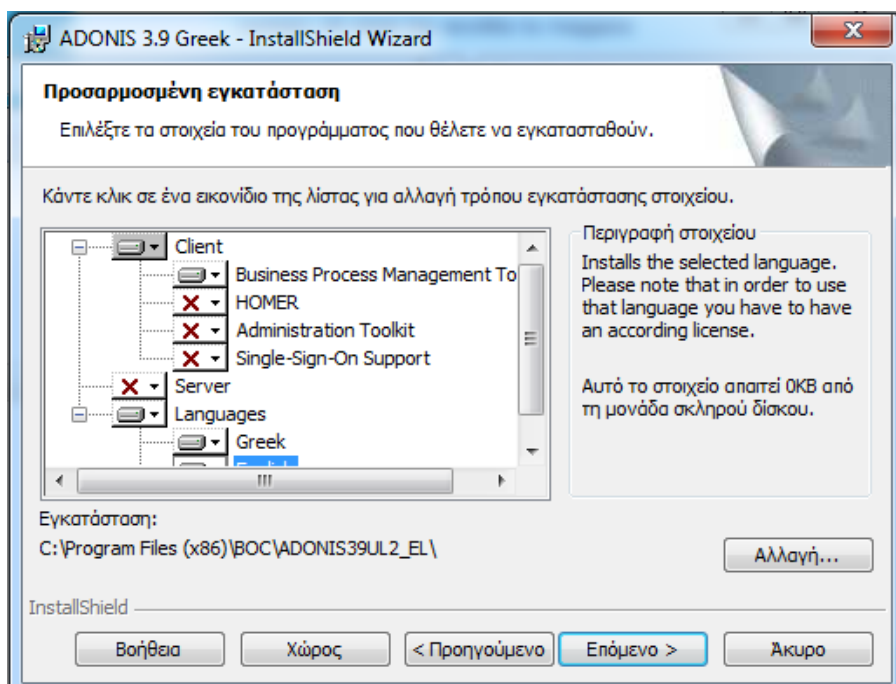 ADONIS 3.9 Greek - InstallShield Wizard
Προσαρμοσμένη εγκατάσταση
Επιλέξτε τα στοιχεία του προγράμματος που θέλετε να εγκατασταθούν.
Κάντε κλικ σε ένα εικονίδιο της λίστας για αλλαγή τρόπου εγκατάστασης στοιχείου.
Client
Business Process Management To
HOMER
Administration Toolkit
Single-Sign-On Support
Server
Languages
Greek
English
Περιγραφή στοιχείου
Installs the selected language.
Please note that in order to use
that language you have to have
an according license.
Αυτό το στοιχείο απαιτεί 0KB από
τη μονάδα σκληρού δίσκου.
Εγκατάσταση:
C:\Program Files (x86)\BOC\ADONIS39UL2_EL\
Αλλαγή...
InstallShield
Βοήθεια
Χώρος
< Προηγούμενο
Επόμενο >
Άκυρο